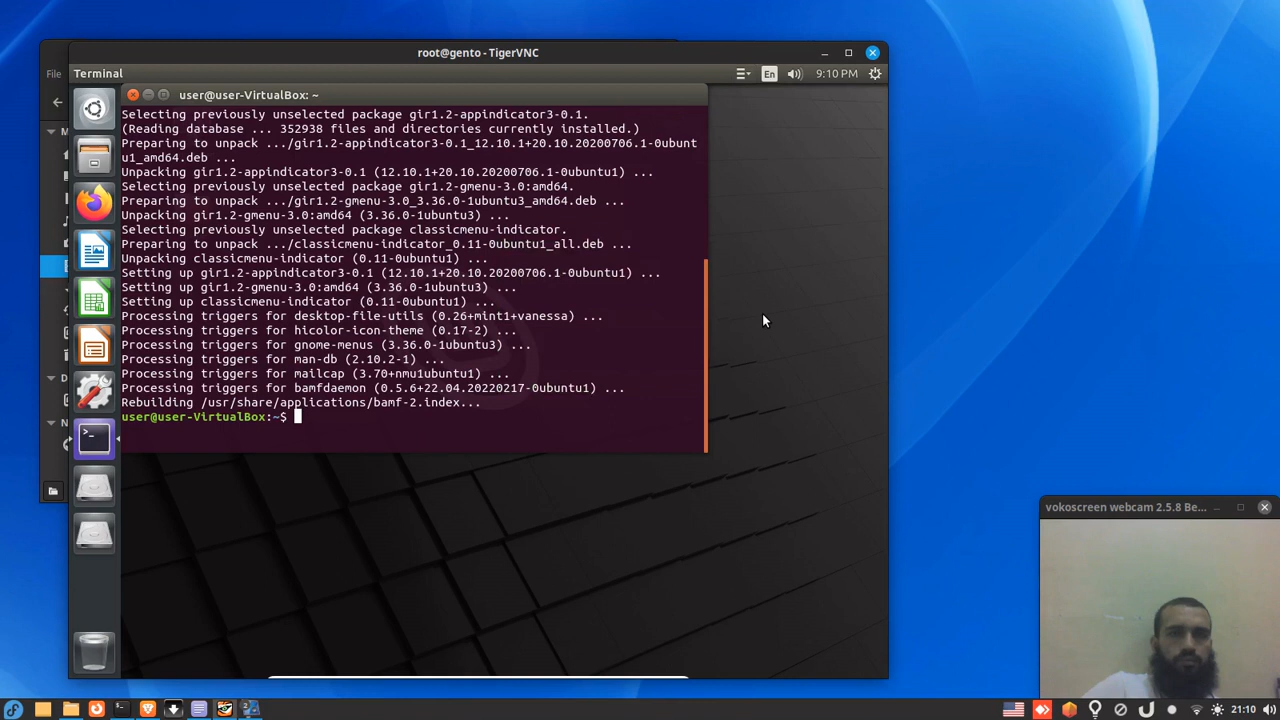 root@gento - TigerVNC
File
Terminal
En
9:10 PM
user@user-VirtualBox: ~
Selecting previously unselected package gir1.2-appindicator3-0.1.
(Reading database ... 352938 files and directories currently installed.)
Preparing to unpack .../gir1.2-appindicator3-0.1_12.10.1+20.10.20200706.1-0ubunt
u1_amd64.deb ...
Unpacking gir1.2-appindicator3-0.1 (12.10.1+20.10.20200706.1-0ubuntu1) ...
Selecting previously unselected package gir1.2-gmenu-3.0:amd64.
Preparing to unpack .../gir1.2-gmenu-3.0_3.36.0-1ubuntu3_amd64.deb ...
Unpacking gir1.2-gmenu-3.0:amd64 (3.36.0-1ubuntu3) ...
Selecting previously unselected package classicmenu-indicator.
Preparing to unpack .../classicmenu-indicator_0.11-0ubuntu1_all.deb ...
Unpacking classicmenu-indicator (0.11-0ubuntu1) ...
Setting up gir1.2-appindicator3-0.1 (12.10.1+20.10.20200706.1-0ubuntu1) ...
Setting up gir1.2-gmenu-3.0:amd64 (3.36.0-1ubuntu3) ...
Setting up classicmenu-indicator (0.11-0ubuntu1) ...
Processing triggers for desktop-file-utils (0.26+mint1+vanessa) ...
Processing triggers for hicolor-icon-theme (0.17-2) ...
Processing triggers for gnome-menus (3.36.0-1ubuntu3) ...
Processing triggers for man-db (2.10.2-1) ...
Processing triggers for mailcap (3.70+nmu1ubuntu1) ...
Processing triggers for bamfdaemon (0.5.6+22.04.20220217-0ubuntu1) ...
Rebuilding /usr/share/applications/bamf-2.index...
user@user-VirtualBox:~$
vokoscreen webcam 2.5.8 Be...
21:10